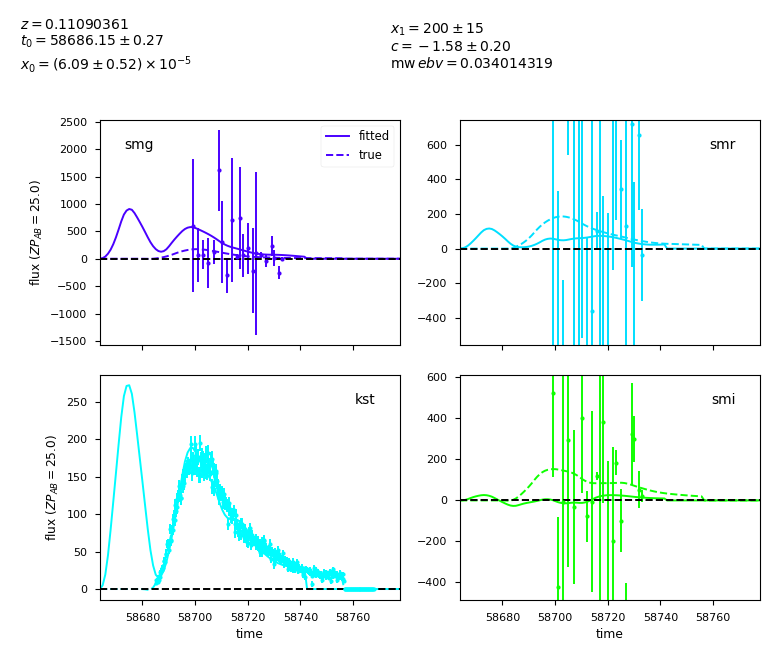 z = 0.11090361
t₀ = 58686.15 ± 0.27
x₀ = (6.09 ± 0.52) × 10⁻⁵
x₁ = 200 ± 15
c = −1.58 ± 0.20
mw ebv = 0.034014319
smg
fitted
true
2500
2000
1500
1000
500
0
−500
−1000
−1500
flux (ZP_AB = 25.0)
smr
600
400
200
0
−200
−400
kst
250
200
150
100
50
0
flux (ZP_AB = 25.0)
58680 58700 58720 58740 58760
time
smi
600
400
200
0
−200
−400
58680 58700 58720 58740 58760
time